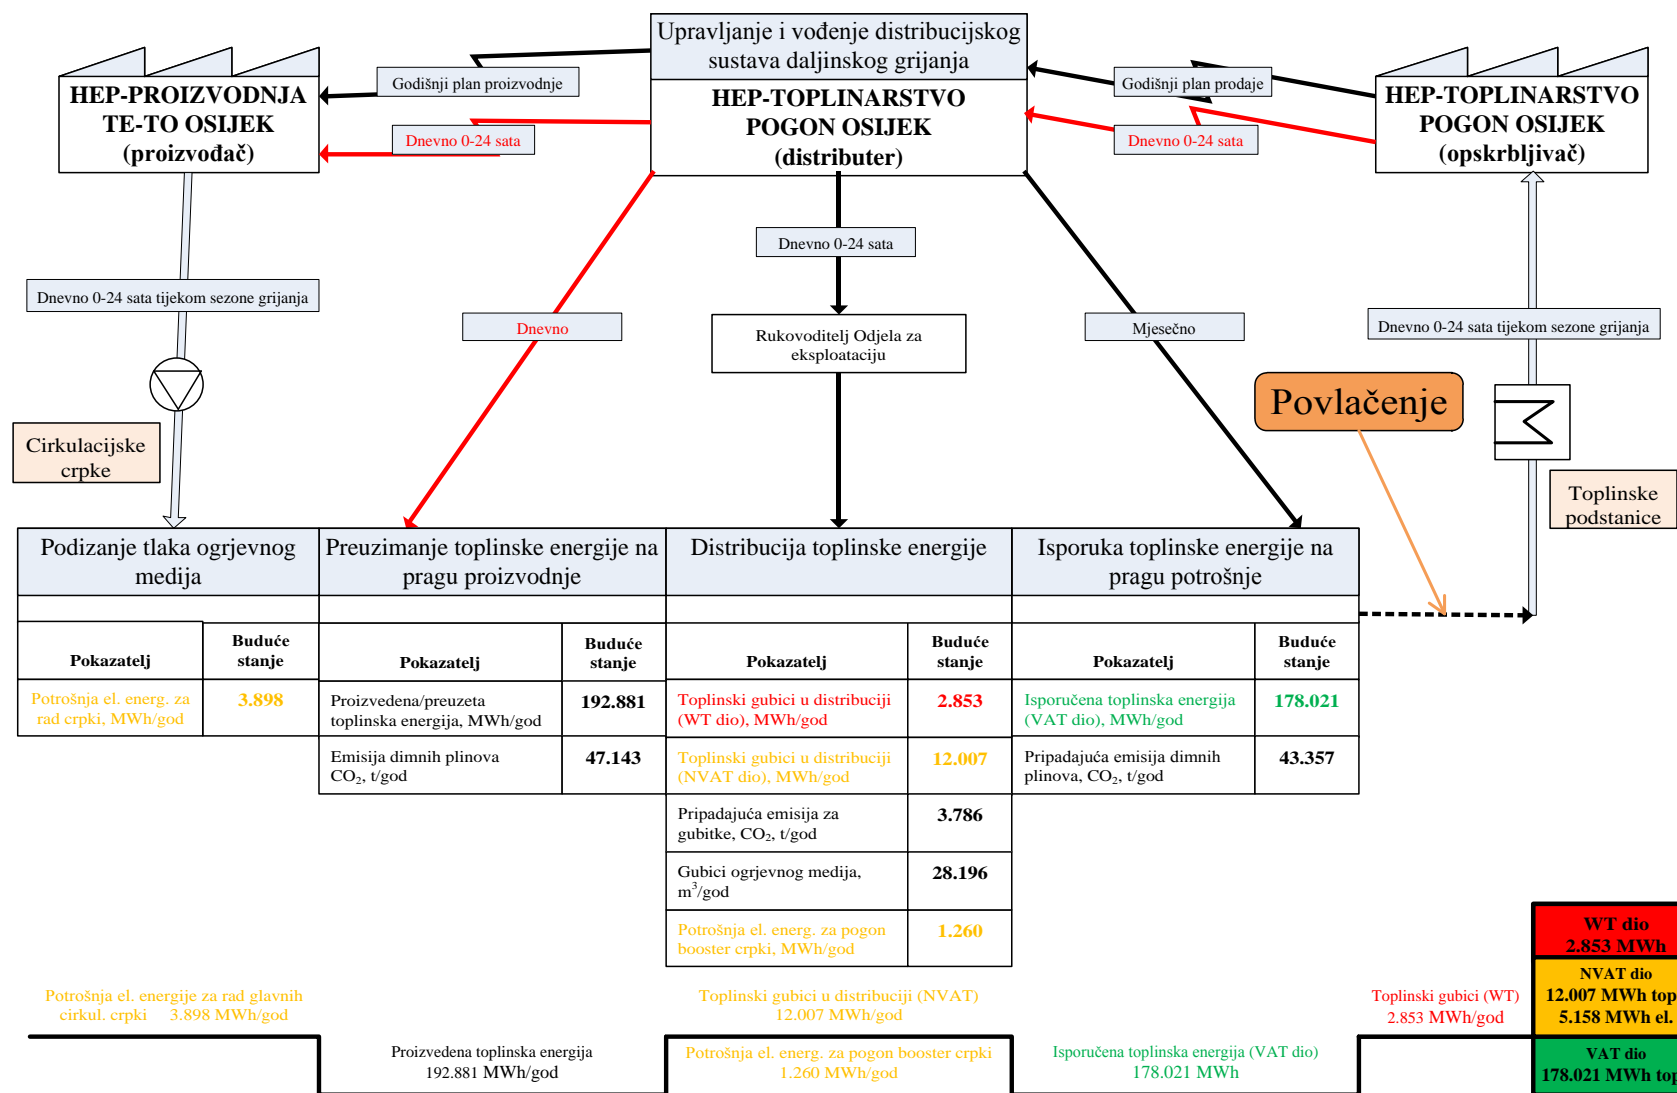 Upravljanje i vođenje distribucijskog
sustava daljinskog grijanja
HEP-TOPLINARSTVO
POGON OSIJEK
(distributer)
HEP-PROIZVODNJA
TE-TO OSIJEK
(proizvođač)
Godišnji plan proizvodnje
Dnevno 0-24 sata
Godišnji plan prodaje
Dnevno 0-24 sata
HEP-TOPLINARSTVO
POGON OSIJEK
(opskrbljivač)
Dnevno 0-24 sata
Dnevno 0-24 sata tijekom sezone grijanja
Dnevno
Rukovoditelj Odjela za
eksploataciju
Mjesečno
Dnevno 0-24 sata tijekom sezone grijanja
Povlačenje
Cirkulacijske
crpke
Toplinske
podstanice
Podizanje tlaka ogrjevnog
medija
Preuzimanje toplinske energije na
pragu proizvodnje
Distribucija toplinske energije
Isporuka toplinske energije na
pragu potrošnje
Pokazatelj
Buduće
stanje
Potrošnja el. energ. za
rad crpki, MWh/god
3.898
Pokazatelj
Buduće
stanje
Proizvedena/preuzeta
toplinska energija, MWh/god
192.881
Emisija dimnih plinova
CO₂, t/god
47.143
Pokazatelj
Buduće
stanje
Toplinski gubici u distribuciji
(WT dio), MWh/god
2.853
Toplinski gubici u distribuciji
(NVAT dio), MWh/god
12.007
Pripadajuća emisija za
gubitke, CO₂, t/god
3.786
Gubici ogrjevnog medija,
m³/god
28.196
Potrošnja el. energ. za pogon
booster crpki, MWh/god
1.260
Pokazatelj
Buduće
stanje
Isporučena toplinska energija
(VAT dio), MWh/god
178.021
Pripadajuća emisija dimnih
plinova, CO₂, t/god
43.357
Potrošnja el. energije za rad glavnih
cirkul. crpki 3.898 MWh/god
Proizvedena toplinska energija
192.881 MWh/god
Toplinski gubici u distribuciji (NVAT)
12.007 MWh/god
Potrošnja el. energ. za pogon booster crpki
1.260 MWh/god
Isporučena toplinska energija (VAT dio)
178.021 MWh
Toplinski gubici (WT)
2.853 MWh/god
WT dio
2.853 MWh
NVAT dio
12.007 MWh top
5.158 MWh el.
VAT dio
178.021 MWh top